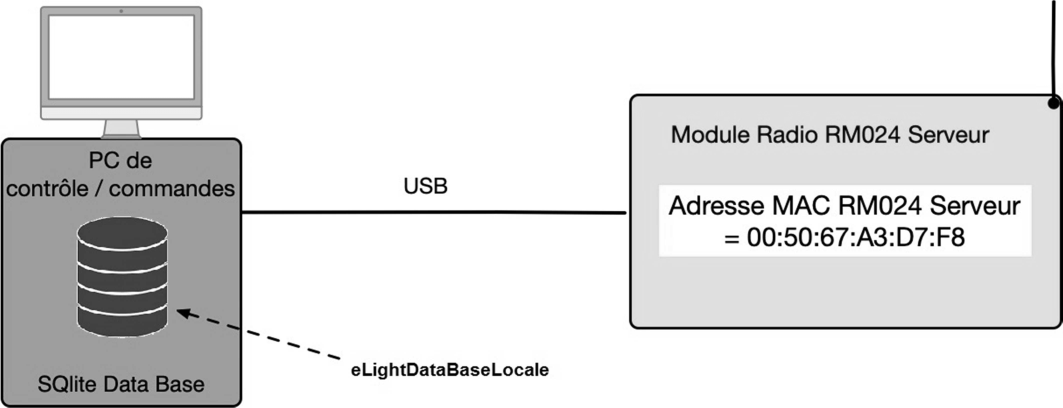 PC de
contrôle / commandes
SQlite Data Base
USB
eLightDataBaseLocale
Module Radio RM024 Serveur
Adresse MAC RM024 Serveur
= 00:50:67:A3:D7:F8